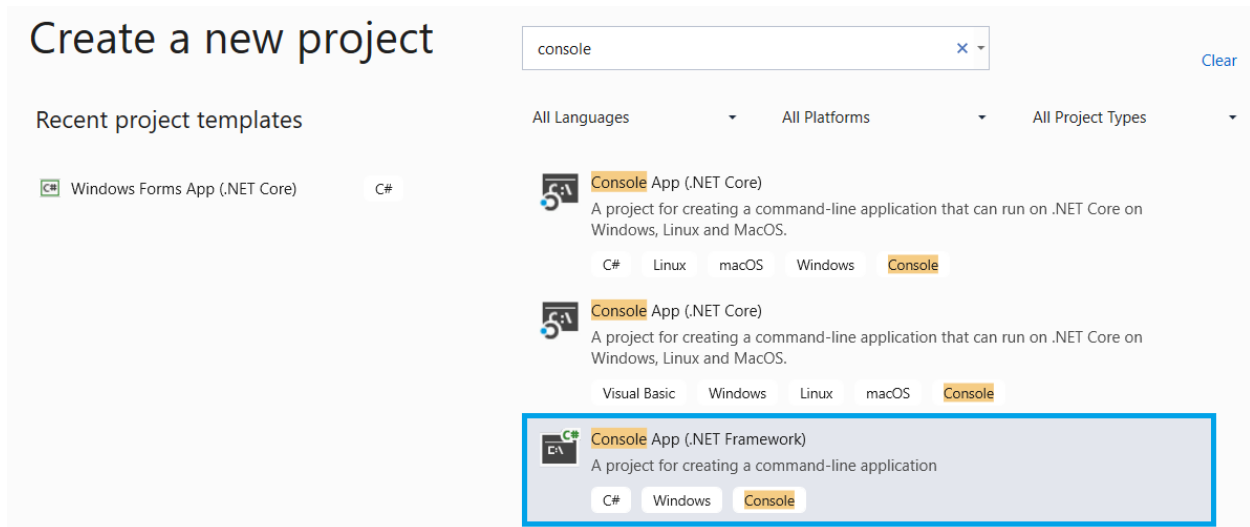 Create a new project
console
Clear
Recent project templates
All Languages
All Platforms
All Project Types
C# Windows Forms App (.NET Core) C#
Console App (.NET Core)
A project for creating a command-line application that can run on .NET Core on
Windows, Linux and MacOS.
C# Linux macOS Windows Console
Console App (.NET Core)
A project for creating a command-line application that can run on .NET Core on
Windows, Linux and MacOS.
Visual Basic Windows Linux macOS Console
C#
C:\
Console App (.NET Framework)
A project for creating a command-line application
C# Windows Console